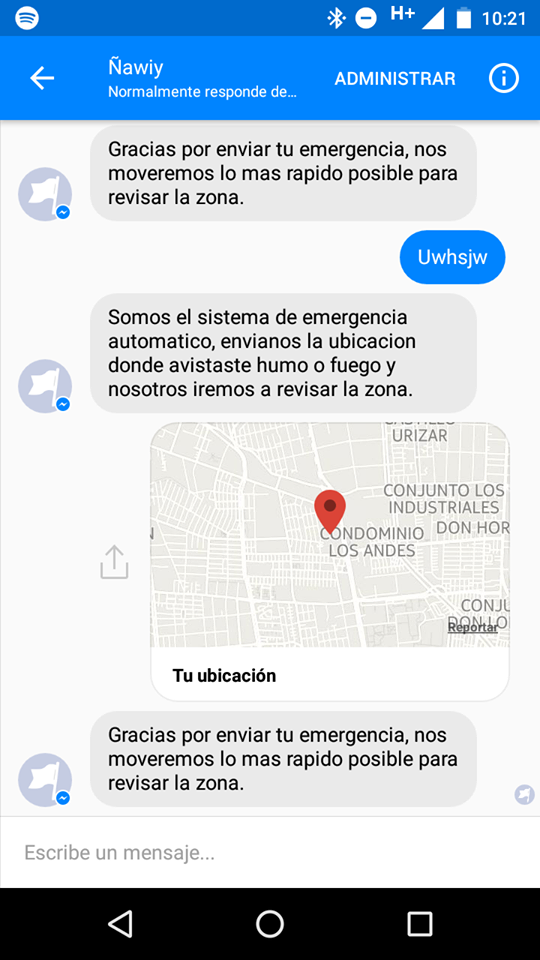 H+ 10:21
Ñawiy
Normalmente responde de...
ADMINISTRAR
Gracias por enviar tu emergencia, nos
moveremos lo mas rapido posible para
revisar la zona.
Uwhsjw
Somos el sistema de emergencia
automatico, envianos la ubicacion
donde avistaste humo o fuego y
nosotros iremos a revisar la zona.
URIZAR
CONJUNTO LOS
INDUSTRIALES
DON HOR
CONDOMINIO
LOS ANDES
CONJU
DON LO
Reportar
Tu ubicación
Gracias por enviar tu emergencia, nos
moveremos lo mas rapido posible para
revisar la zona.
Escribe un mensaje...